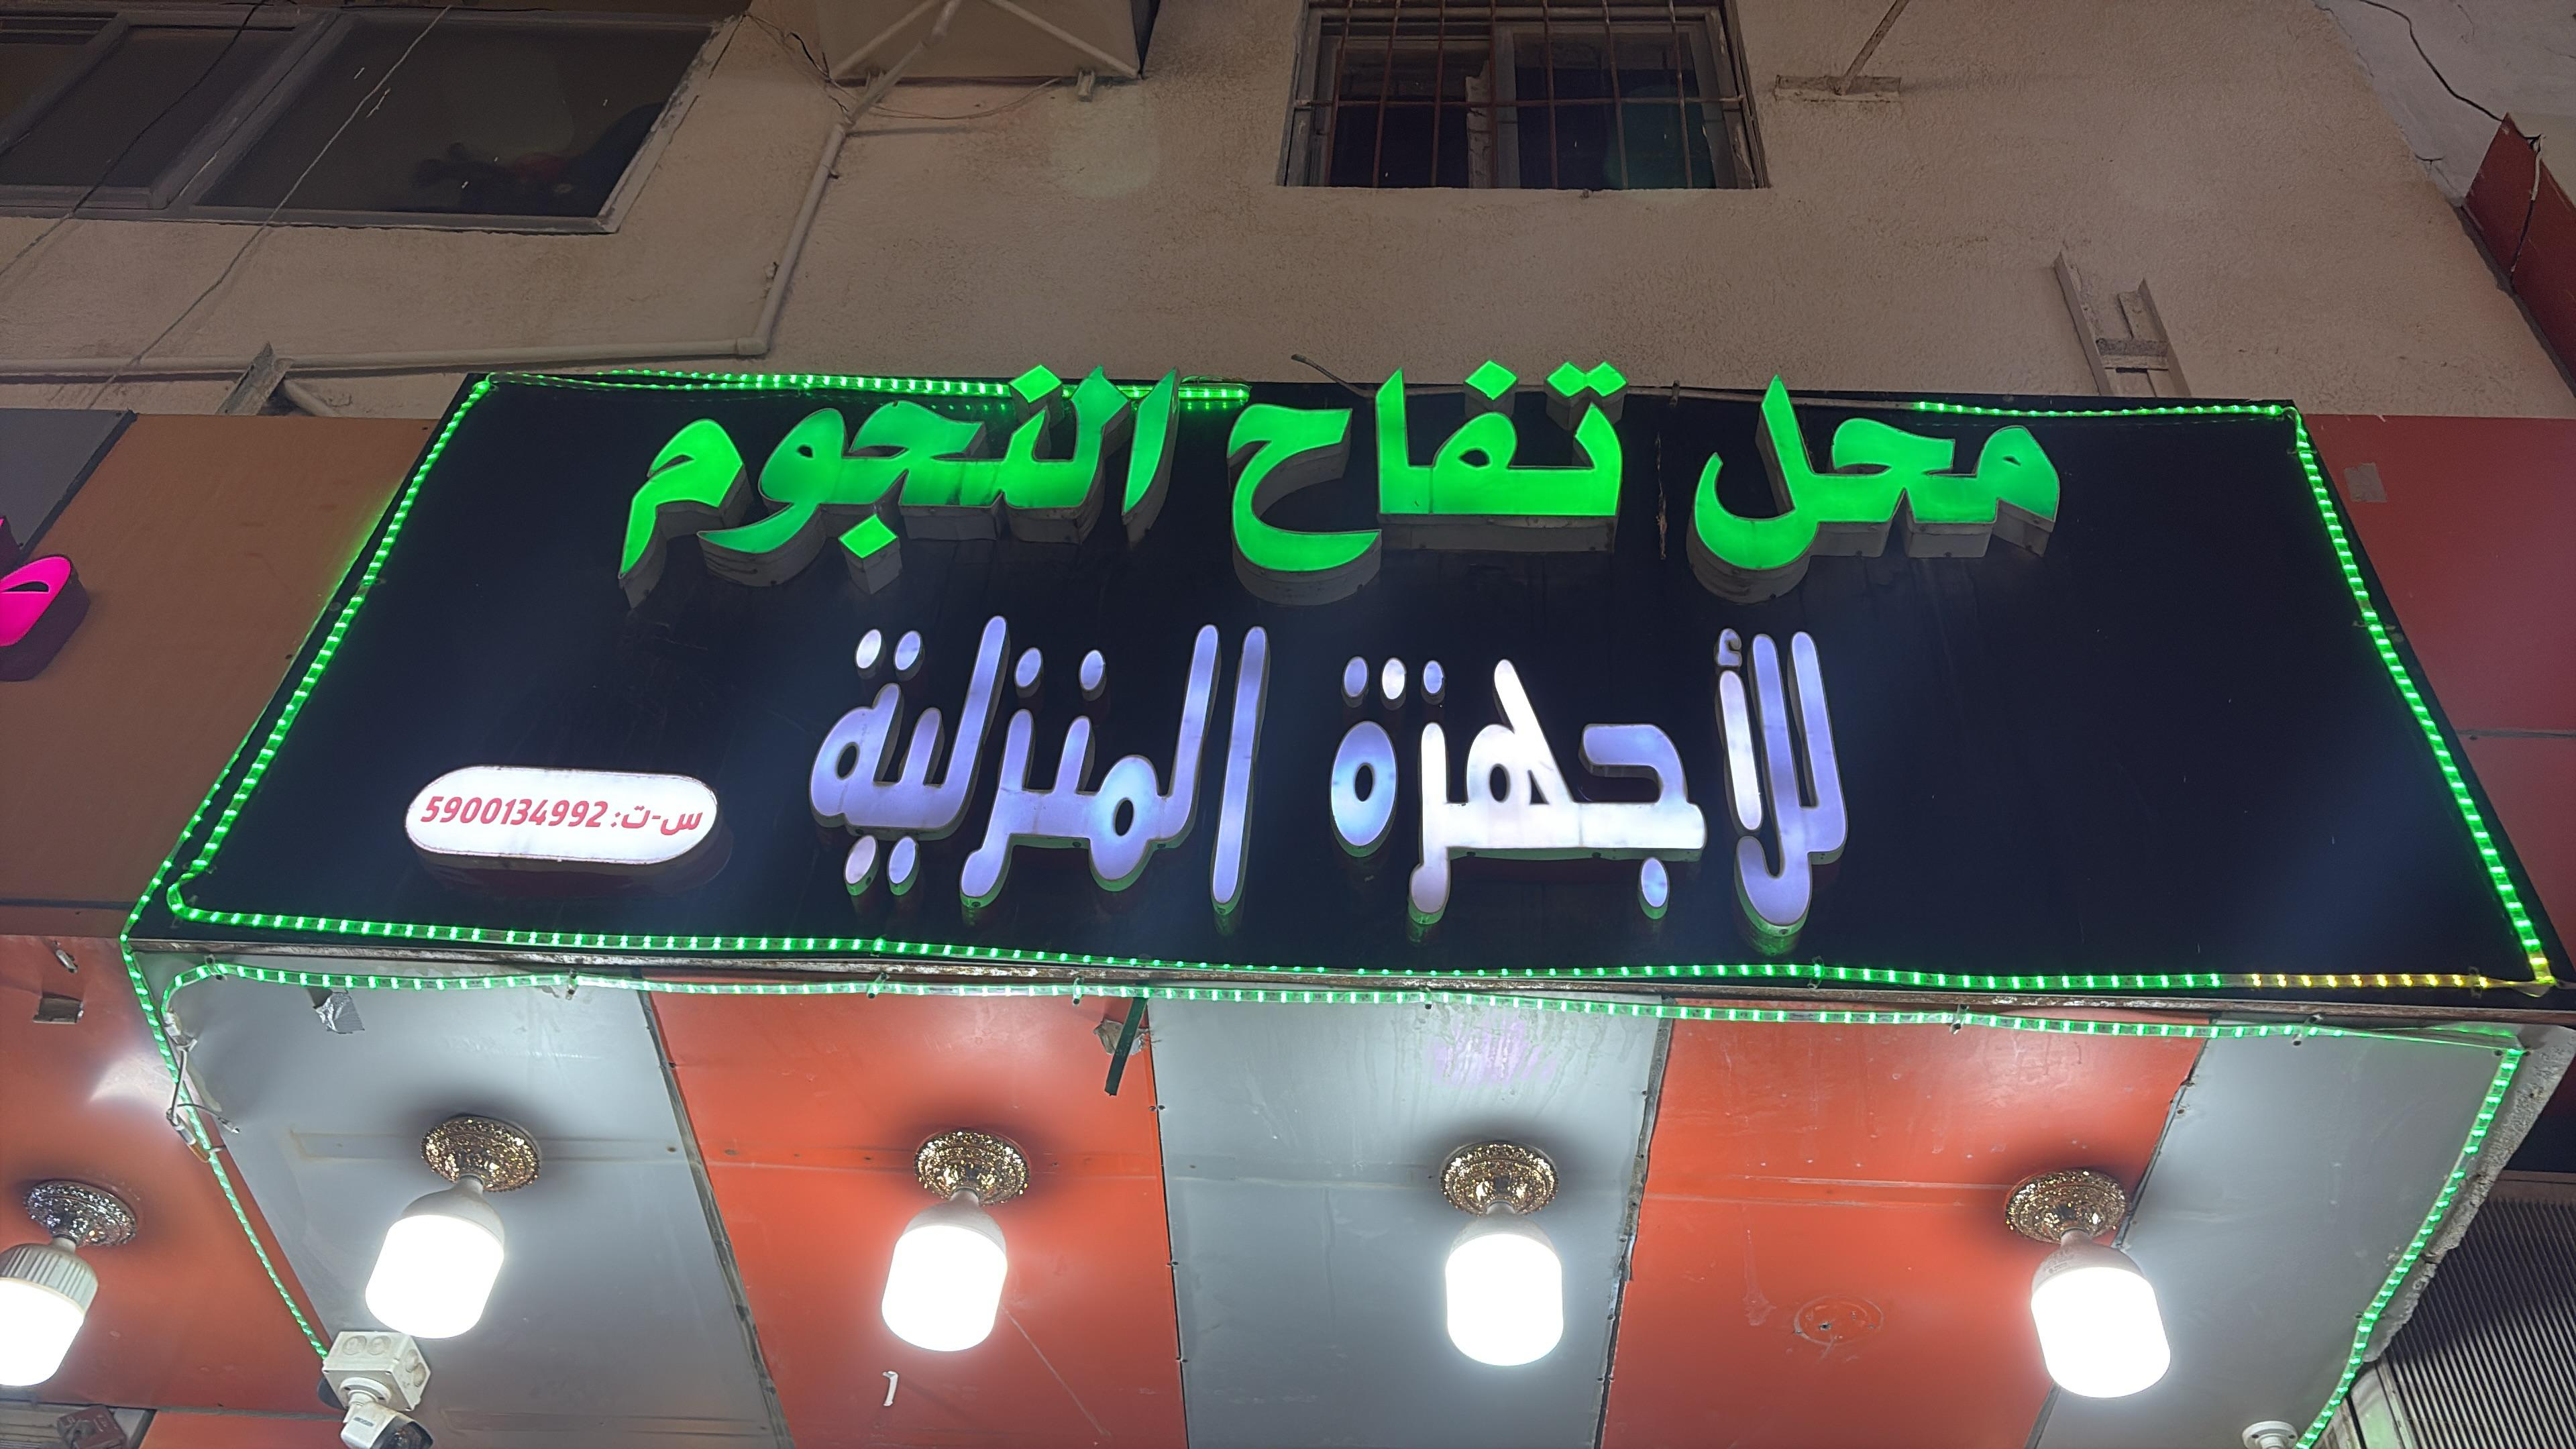 محل تفاح النجوم
للأجهزة المنزلية
س-ت: 5900134992